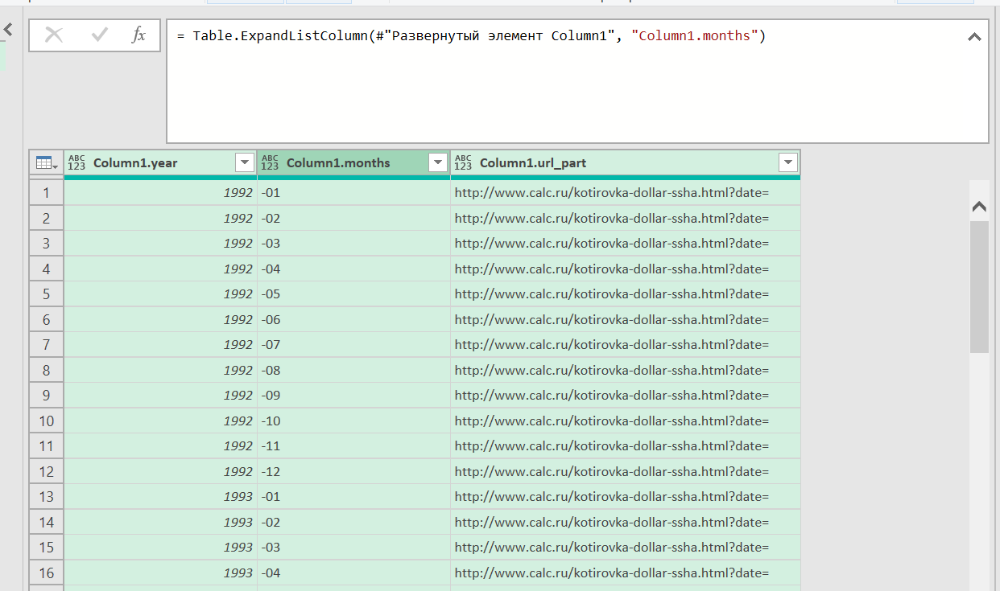 fx = Table.ExpandListColumn(#"Развернутый элемент Column1", "Column1.months")
ABC 123 Column1.year ABC 123 Column1.months ABC 123 Column1.url_part
1 1992 -01 http://www.calc.ru/kotirovka-dollar-ssha.html?date=
2 1992 -02 http://www.calc.ru/kotirovka-dollar-ssha.html?date=
3 1992 -03 http://www.calc.ru/kotirovka-dollar-ssha.html?date=
4 1992 -04 http://www.calc.ru/kotirovka-dollar-ssha.html?date=
5 1992 -05 http://www.calc.ru/kotirovka-dollar-ssha.html?date=
6 1992 -06 http://www.calc.ru/kotirovka-dollar-ssha.html?date=
7 1992 -07 http://www.calc.ru/kotirovka-dollar-ssha.html?date=
8 1992 -08 http://www.calc.ru/kotirovka-dollar-ssha.html?date=
9 1992 -09 http://www.calc.ru/kotirovka-dollar-ssha.html?date=
10 1992 -10 http://www.calc.ru/kotirovka-dollar-ssha.html?date=
11 1992 -11 http://www.calc.ru/kotirovka-dollar-ssha.html?date=
12 1992 -12 http://www.calc.ru/kotirovka-dollar-ssha.html?date=
13 1993 -01 http://www.calc.ru/kotirovka-dollar-ssha.html?date=
14 1993 -02 http://www.calc.ru/kotirovka-dollar-ssha.html?date=
15 1993 -03 http://www.calc.ru/kotirovka-dollar-ssha.html?date=
16 1993 -04 http://www.calc.ru/kotirovka-dollar-ssha.html?date=